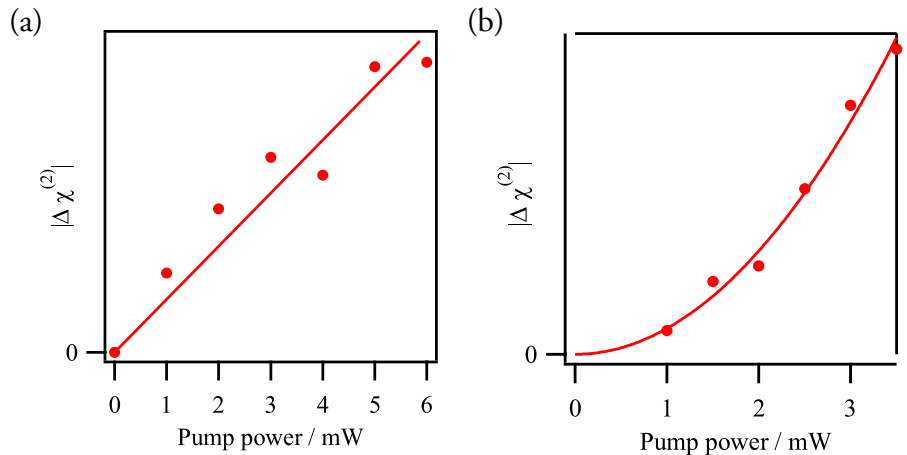 (a)
|Δ χ⁽²⁾|
0
0 1 2 3 4 5 6
Pump power / mW
(b)
|Δ χ⁽²⁾|
0
0 1 2 3
Pump power / mW